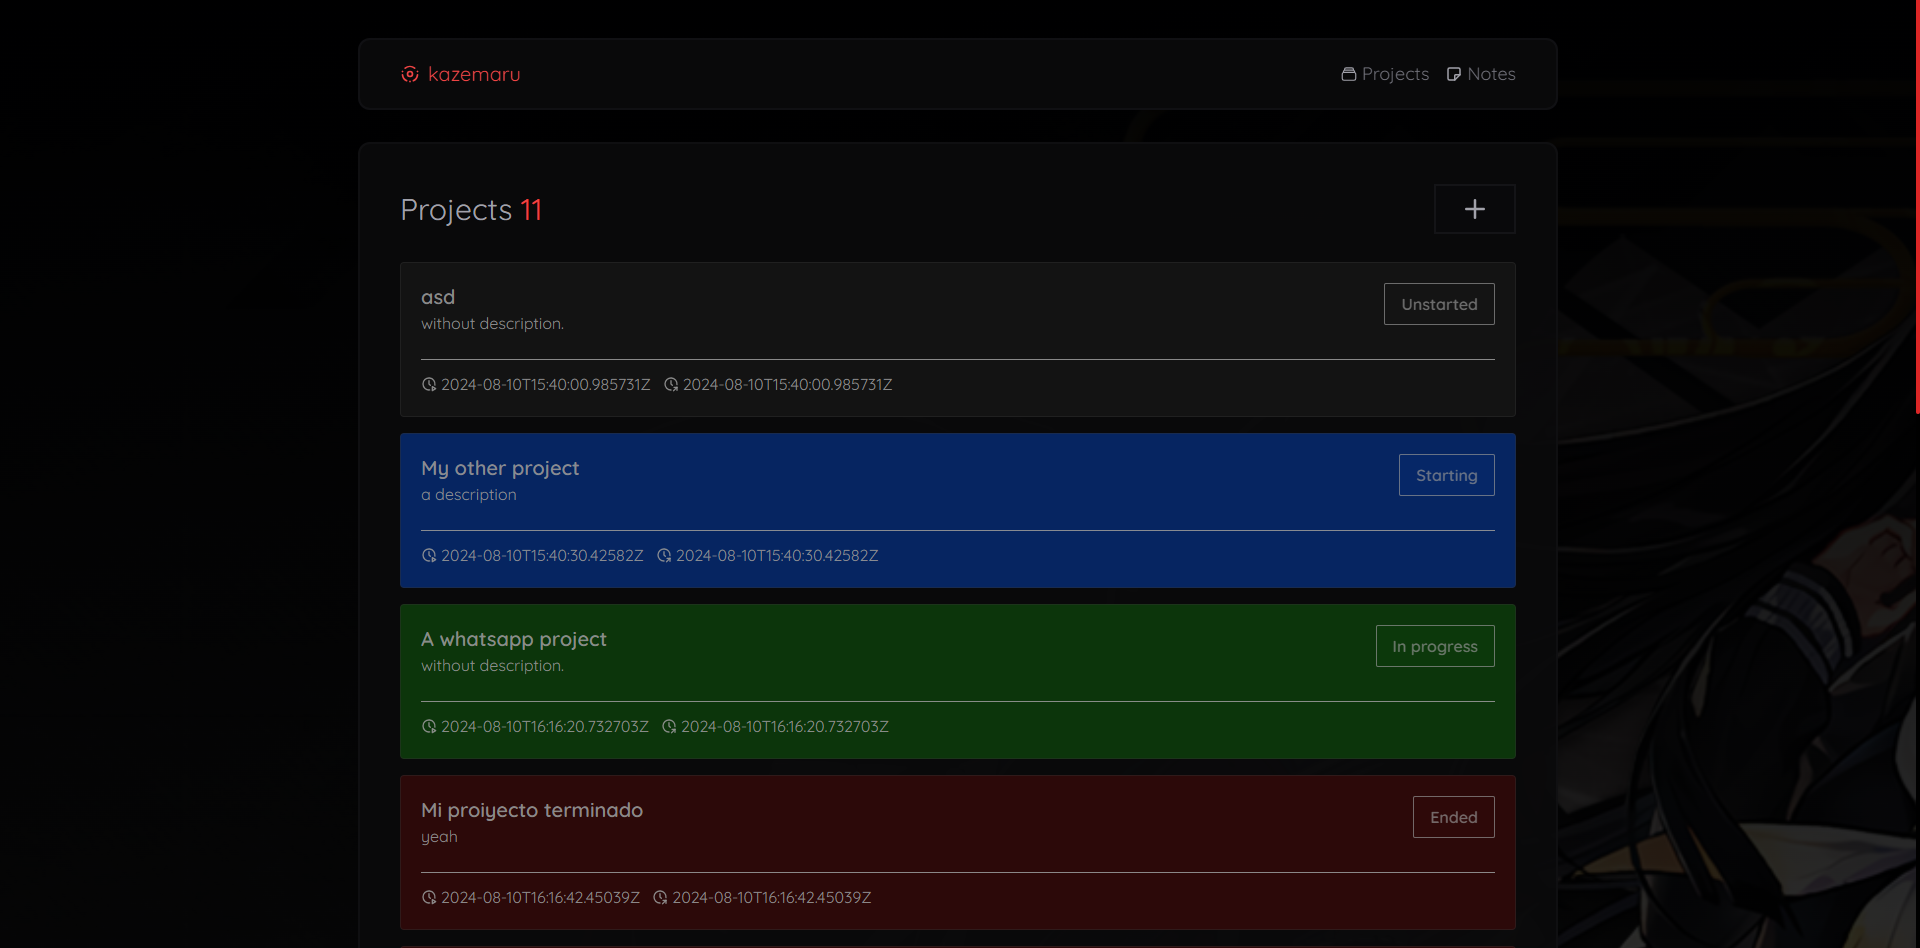 kazemaru
Projects Notes
Projects 11
asd
Unstarted
without description.
2024-08-10T15:40:00.985731Z 2024-08-10T15:40:00.985731Z
My other project
Starting
a description
2024-08-10T15:40:30.42582Z 2024-08-10T15:40:30.42582Z
A whatsapp project
In progress
without description.
2024-08-10T16:16:20.732703Z 2024-08-10T16:16:20.732703Z
Mi proiyecto terminado
Ended
yeah
2024-08-10T16:16:42.45039Z 2024-08-10T16:16:42.45039Z